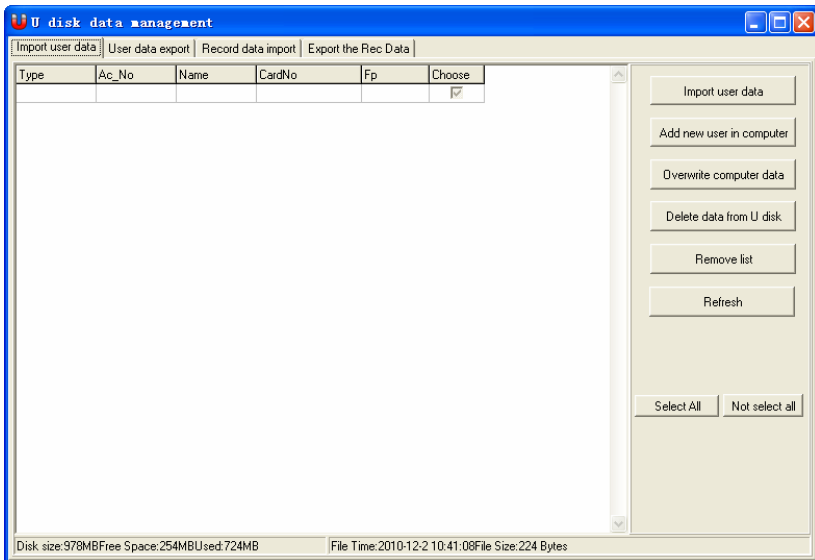 U disk data management
Import user data User data export Record data import Export the Rec Data
Type Ac_No Name CardNo Fp Choose
Import user data
Add new user in computer
Overwrite computer data
Delete data from U disk
Remove list
Refresh
Select All Not select all
Disk size:978MBFree Space:254MBUsed:724MB File Time:2010-12-2 10:41:08File Size:224 Bytes